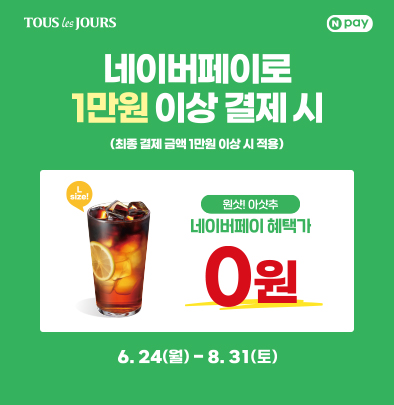 TOUS les JOURS
N pay
네이버페이로
1만원 이상 결제 시
(최종 결제 금액 1만원 이상 시 적용)
L
size!
원샷! 아샷추
네이버페이 혜택가
0원
6. 24(월) – 8. 31(토)